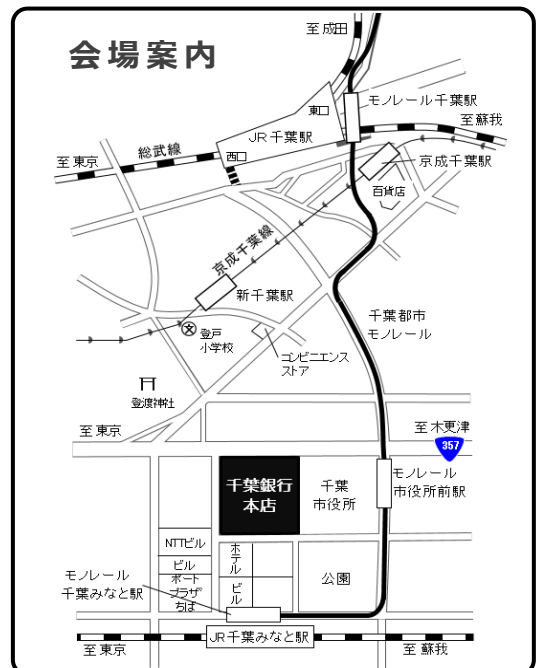 会場案内
至成田
モノレール千葉駅
東口
至蘇我
JR千葉駅
総武線
至東京
西口
京成千葉駅
百貨店
京成千葉線
新千葉駅
千葉都市
モノレール
登戸
小学校
コンビニエンス
ストア
登渡神社
至東京
至木更津
357
千葉銀行
本店
千葉
市役所
モノレール
市役所前駅
NTTビル
ビル
ポート
プラザ
ちば
ホテル
ビル
公園
モノレール
千葉みなと駅
JR千葉みなと駅
至東京
至蘇我